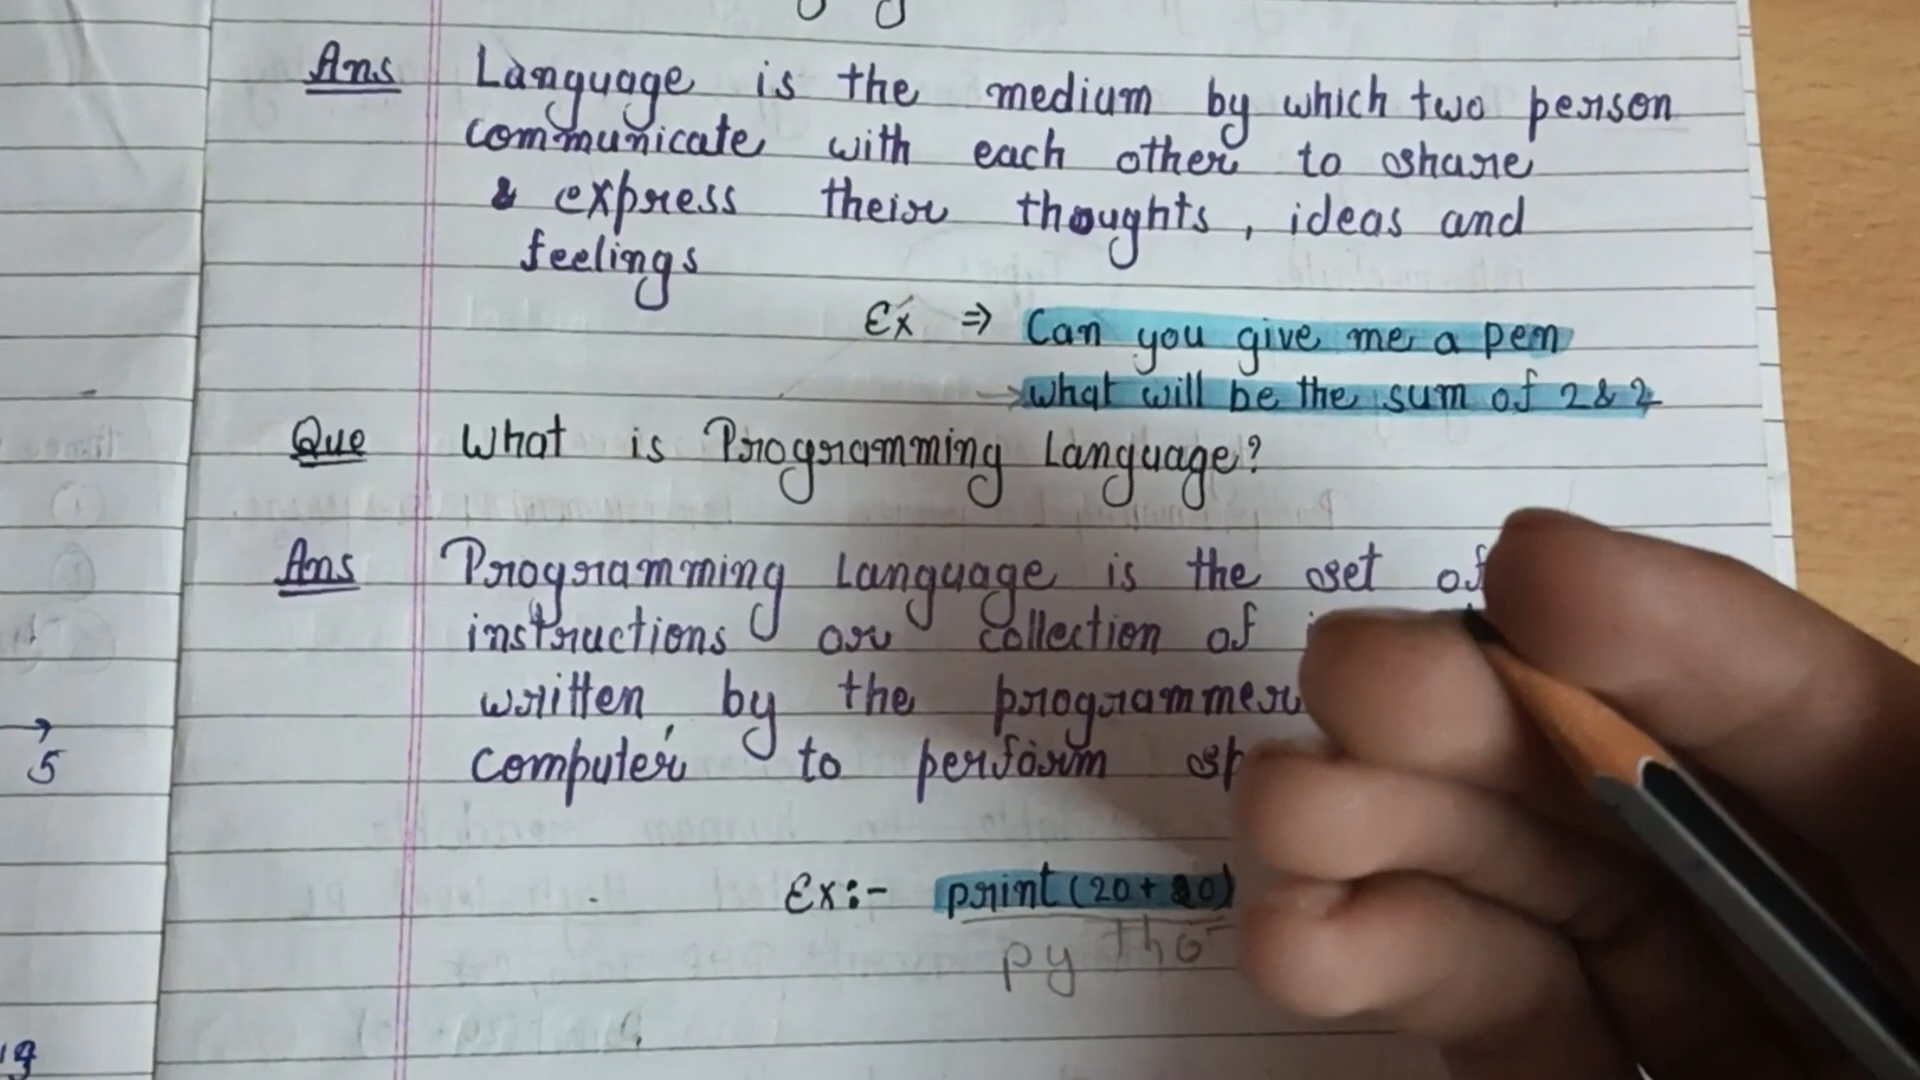 Ans Language is the medium by which two person
communicate with each other to share
& express their thoughts, ideas and
feelings
Ex ⇒ Can you give me a pen
→ what will be the sum of 2 & 2
Que What is Programming Language?
Ans Programming Language is the set of
instructions or collection of
written by the programmer
computer to perform
Ex:- print(20+20)
→
5
19